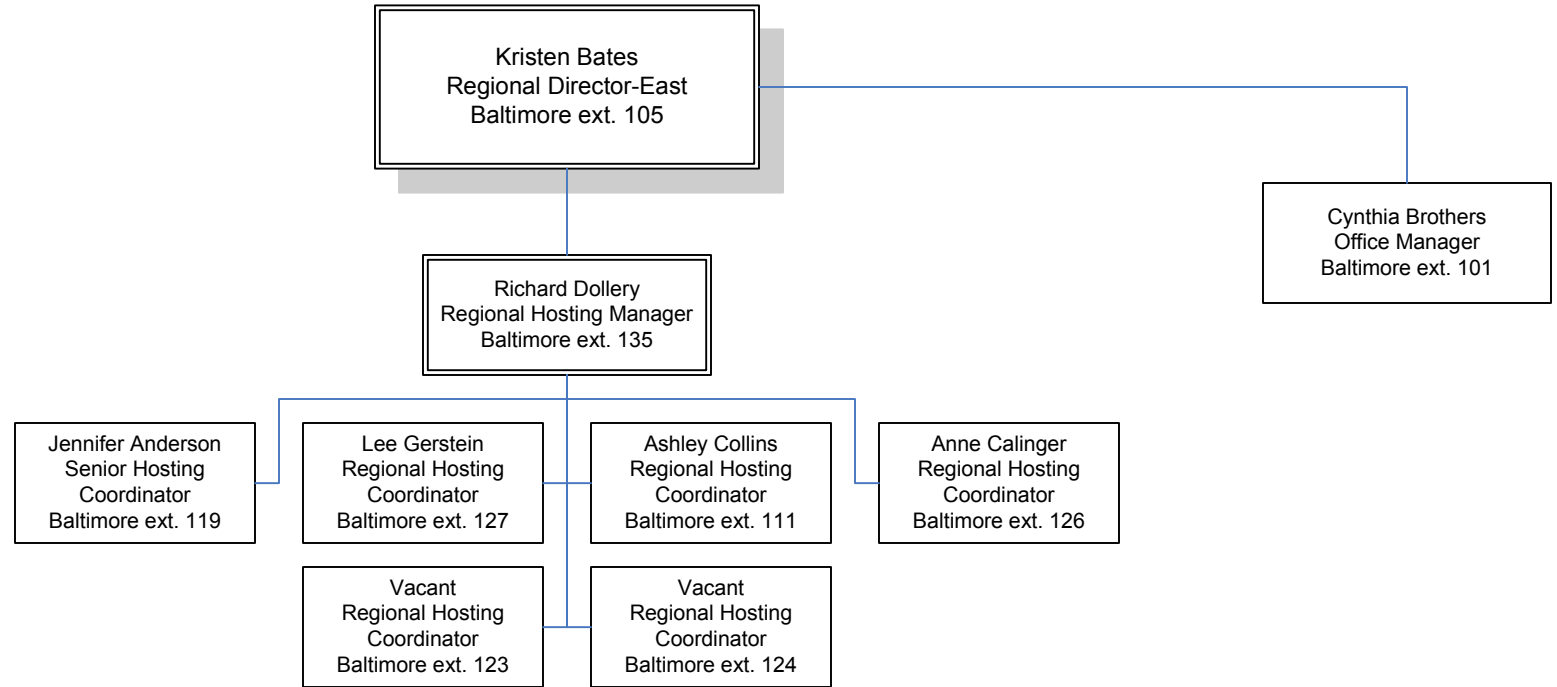 Kristen Bates
Regional Director-East
Baltimore ext. 105
Cynthia Brothers
Office Manager
Baltimore ext. 101
Richard Dollery
Regional Hosting Manager
Baltimore ext. 135
Jennifer Anderson
Senior Hosting
Coordinator
Baltimore ext. 119
Lee Gerstein
Regional Hosting
Coordinator
Baltimore ext. 127
Ashley Collins
Regional Hosting
Coordinator
Baltimore ext. 111
Anne Calinger
Regional Hosting
Coordinator
Baltimore ext. 126
Vacant
Regional Hosting
Coordinator
Baltimore ext. 123
Vacant
Regional Hosting
Coordinator
Baltimore ext. 124